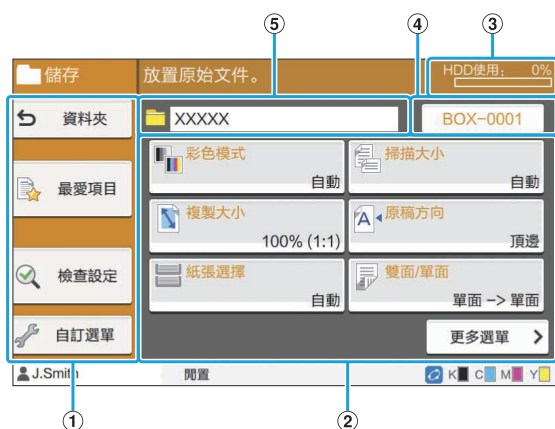 ⑤ ④ ③
儲存
放置原始文件。
HDD使用： 0%
資料夾
XXXXX
BOX-0001
最愛項目
檢查設定
自訂選單
彩色模式
自動
掃描大小
自動
複製大小
100% (1:1)
原稿方向
頂邊
紙張選擇
自動
雙面/單面
單面 -> 單面
更多選單
J.Smith
閒置
K C M Y
① ②